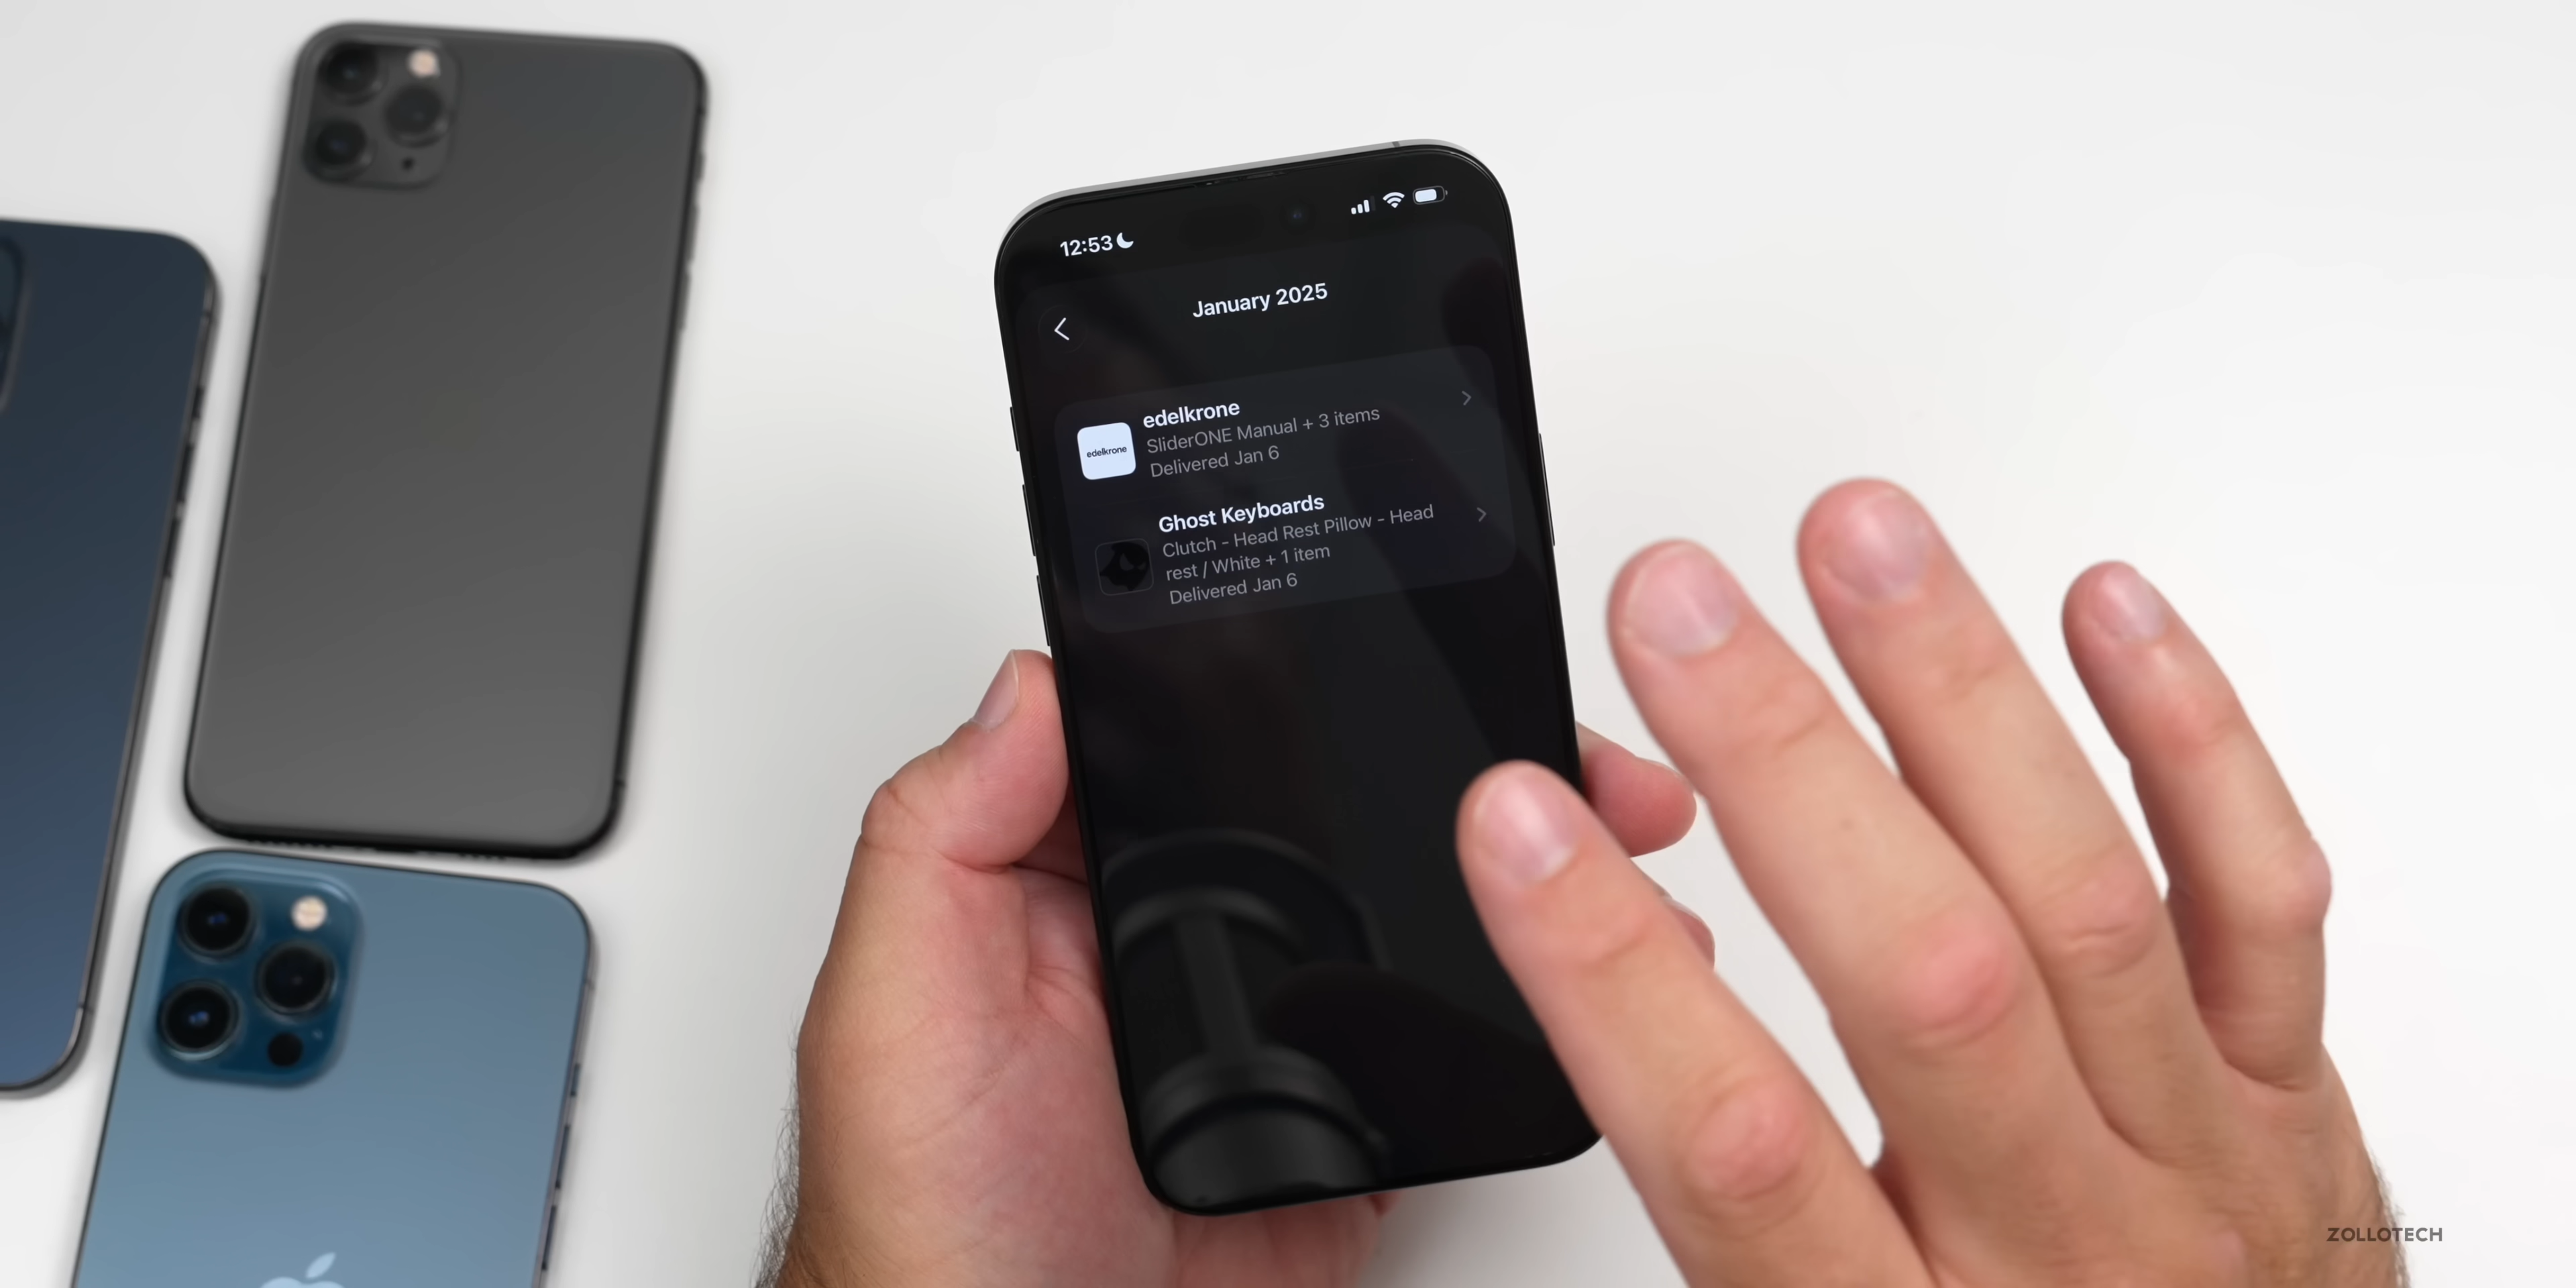 12:53
January 2025
edelkrone
SliderONE Manual + 3 items
Delivered Jan 6
edelkrone
Ghost Keyboards
Clutch - Head Rest Pillow - Head
rest / White + 1 item
Delivered Jan 6
ZOLLOTECH